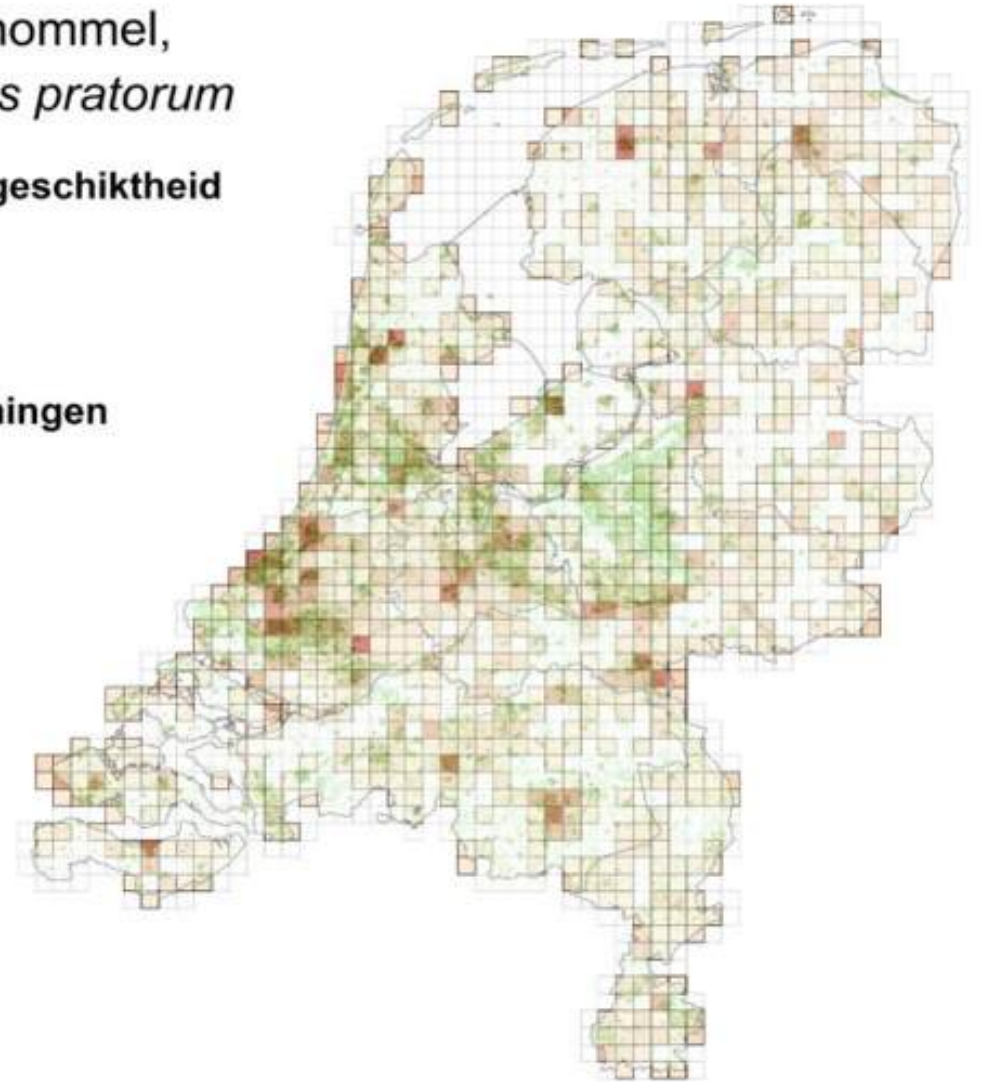 hommel,
s pratorum
geschiktheid
ningen